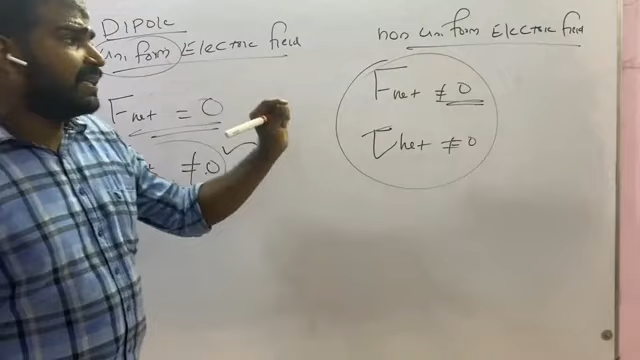 DIPOLE
uniform Electric field
Fnet = 0
≠ 0
non uniform Electric field
Fnet ≠ 0
τnet ≠ 0